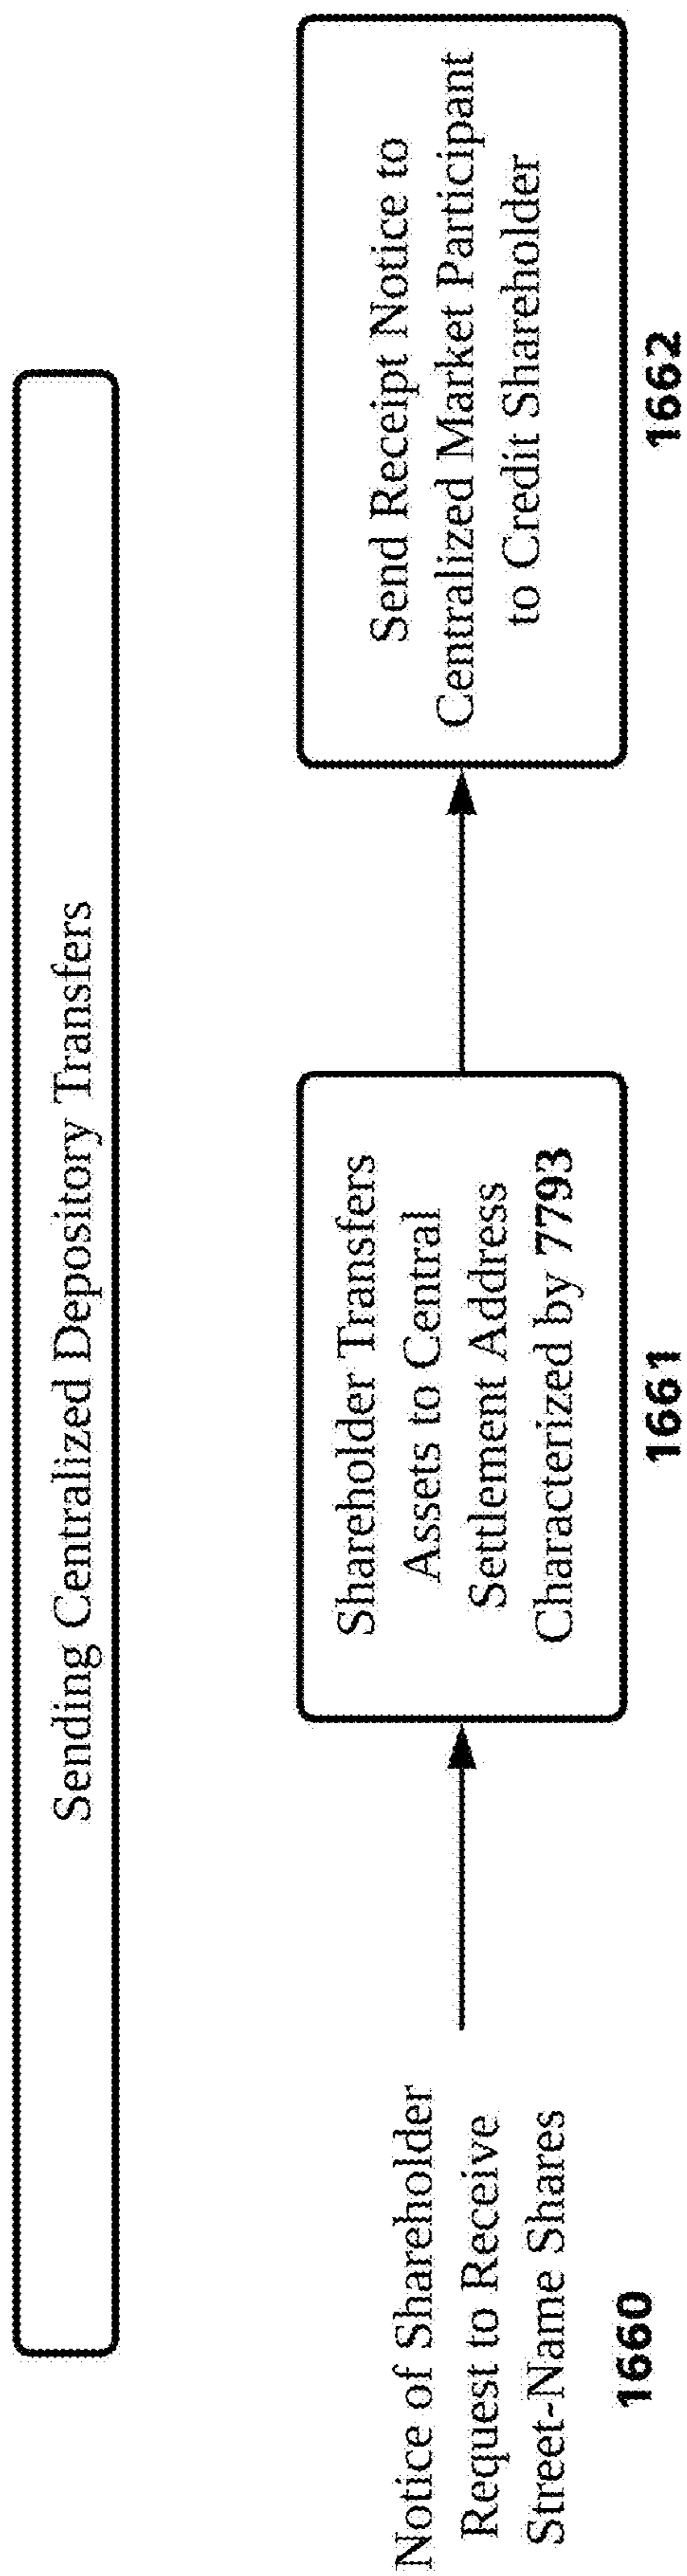 Sending Centralized Depository Transfers
Notice of Shareholder
Request to Receive
Street-Name Shares
1660
Shareholder Transfers
Assets to Central
Settlement Address
Characterized by 7793
1661
Send Receipt Notice to
Centralized Market Participant
to Credit Shareholder
1662